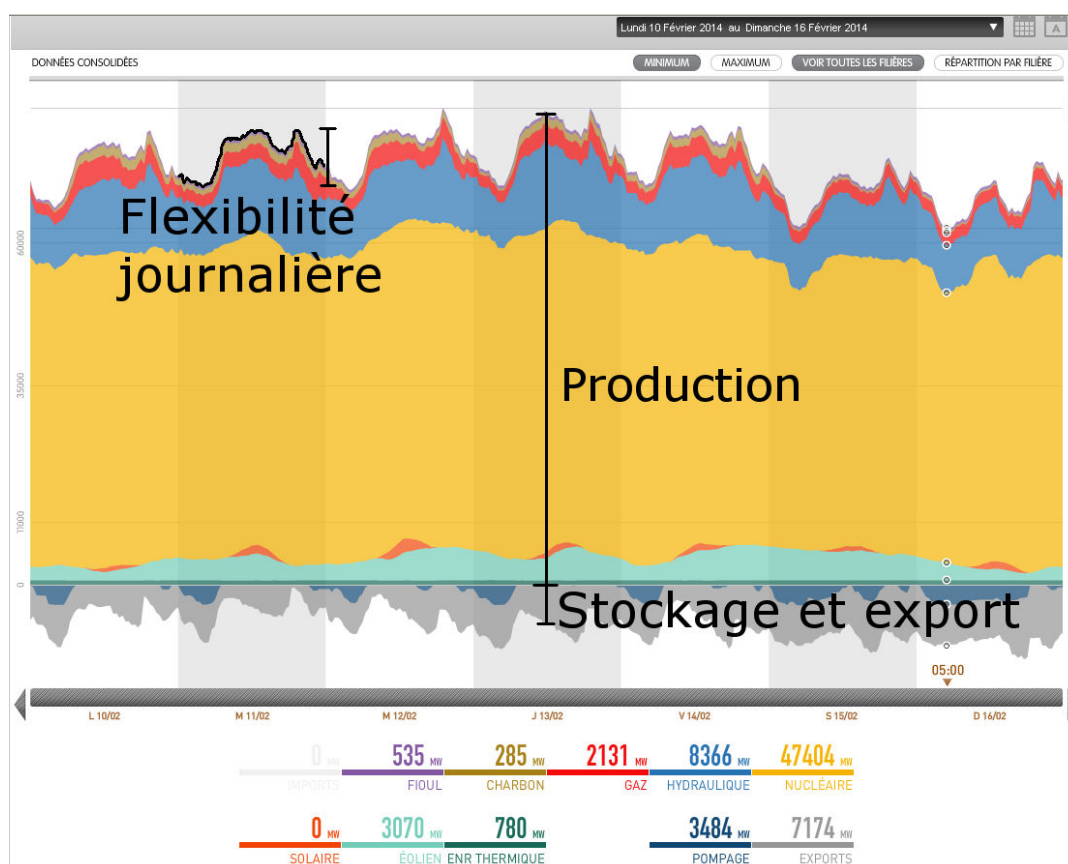 Lundi 10 Février 2014 au Dimanche 16 Février 2014 ▼
A
DONNÉES CONSOLIDÉES
MINIMUM
MAXIMUM
VOIR TOUTES LES FILIÈRES
RÉPARTITION PAR FILIÈRE
Flexibilité
journalière
60000
35000
Production
11000
0
Stockage et export
05:00
L 10/02
M 11/02
M 12/02
J 13/02
V 14/02
S 15/02
D 16/02
0 MW
535 MW
285 MW
2131 MW
8366 MW
47404 MW
IMPORTS
FIOUL
CHARBON
GAZ
HYDRAULIQUE
NUCLÉAIRE
0 MW
3070 MW
780 MW
3484 MW
7174 MW
SOLAIRE
ÉOLIEN
ENR THERMIQUE
POMPAGE
EXPORTS